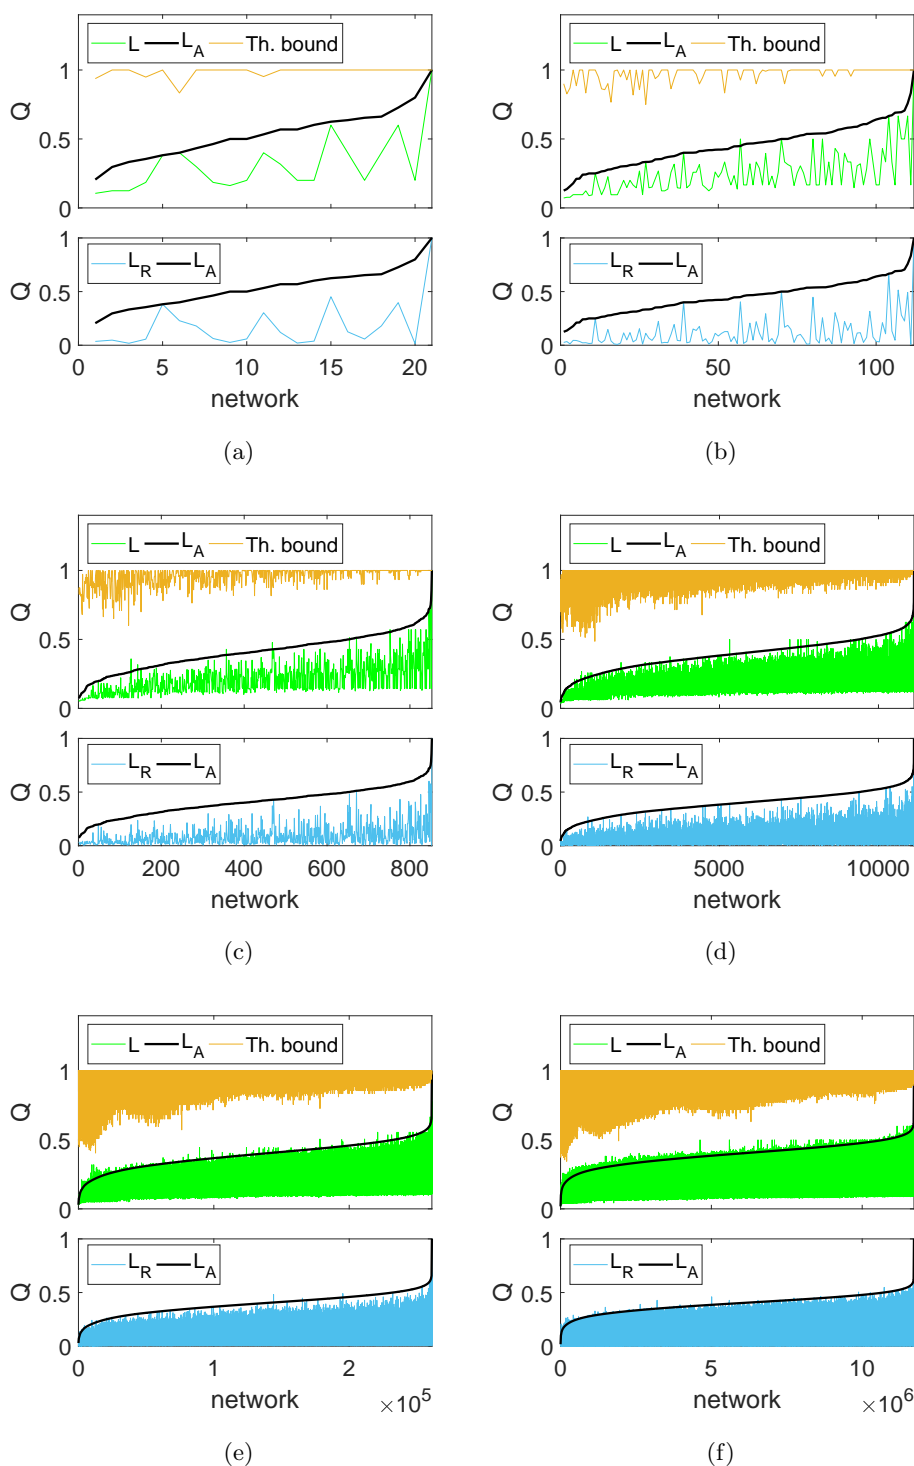 L L_A Th. bound
1
0.5
0
Q
L_R L_A
1
0.5
0
Q
0 5 10 15 20
network
(a)
L L_A Th. bound
1
0.5
0
Q
L_R L_A
1
0.5
0
Q
0 50 100
network
(b)
L L_A Th. bound
1
0.5
0
Q
L_R L_A
1
0.5
0
Q
0 200 400 600 800
network
(c)
L L_A Th. bound
1
0.5
0
Q
L_R L_A
1
0.5
0
Q
0 5000 10000
network
(d)
L L_A Th. bound
1
0.5
0
Q
L_R L_A
1
0.5
0
Q
0 1 2
network ×10^5
(e)
L L_A Th. bound
1
0.5
0
Q
L_R L_A
1
0.5
0
Q
0 5 10
network ×10^6
(f)